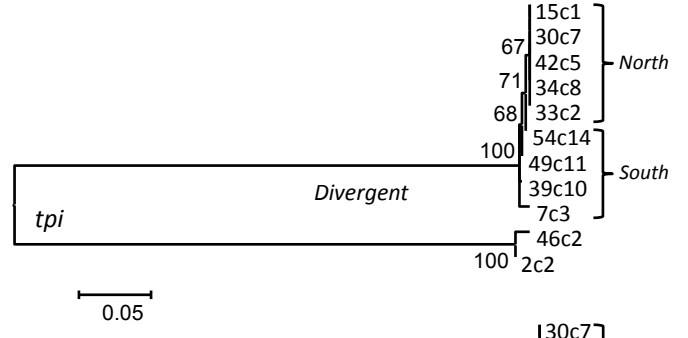 15c1
30c7
67
42c5
North
71
34c8
68
33c2
54c14
100
49c11
South
Divergent
39c10
7c3
tpi
46c2
100
2c2
0.05
30c7